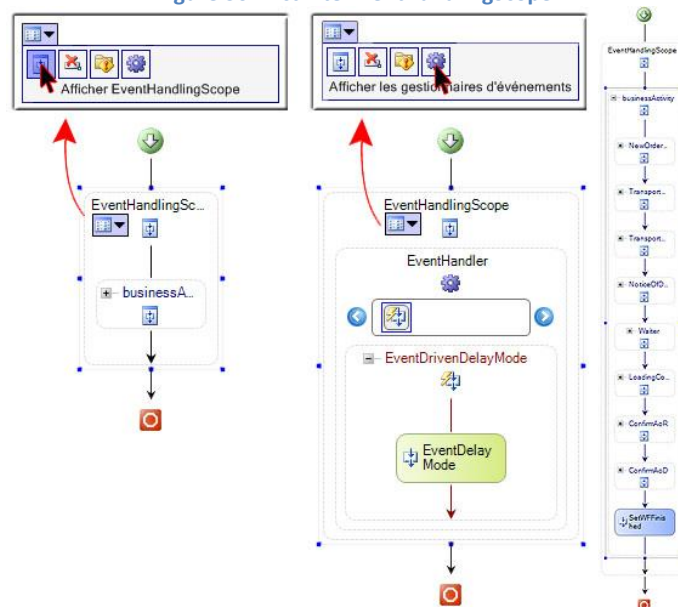 Afficher EventHandlingScope
EventHandlingSc...
businessA...
Afficher les gestionnaires d'événements
EventHandlingScope
EventHandler
EventDrivenDelayMode
EventDelay
Mode
EventHandlingScope
businessActivity
NewOrder..
Transport..
Transport..
NoticeOfD..
Waiter
LoadingCo..
ConfirmAoR
ConfirmAoD
SetWFFinis
hed